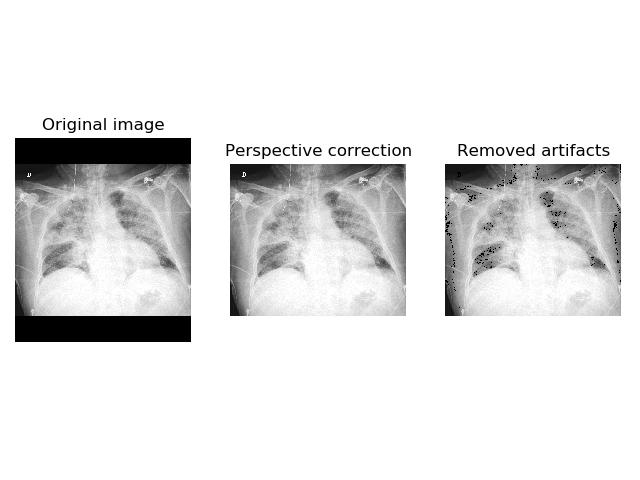 Original image
Perspective correction
Removed artifacts
D
D
D